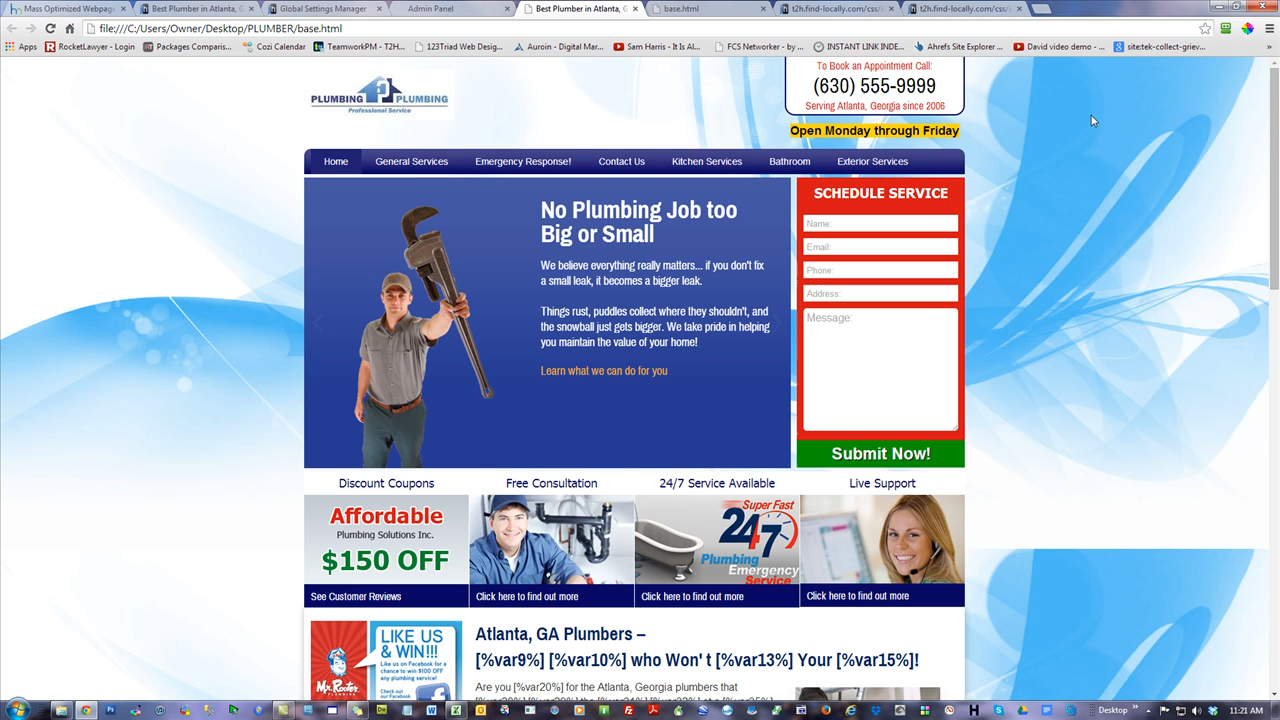 Mass Optimized Webpage
Best Plumber in Atlanta, G
Global Settings Manager
Admin Panel
Best Plumber in Atlanta, G
base.html
t2h.find-locally.com/css/s
t2h.find-locally.com/css/s
file:///C:/Users/Owner/Desktop/PLUMBER/base.html
Apps
RocketLawyer - Login
Packages Comparis...
Cozi Calendar
TeamworkPM - T2H...
123Triad Web Desig...
Auroin - Digital Mar...
Sam Harris - It Is Al...
FCS Networker - by ...
INSTANT LINK INDE...
Ahrefs Site Explorer ...
David video demo - ...
site:tek-collect-griev...
PLUMBING PLUMBING
Professional Service
To Book an Appointment Call:
(630) 555-9999
Serving Atlanta, Georgia since 2006
Open Monday through Friday
Home
General Services
Emergency Response!
Contact Us
Kitchen Services
Bathroom
Exterior Services
No Plumbing Job too
Big or Small
We believe everything really matters... if you don't fix
a small leak, it becomes a bigger leak.
Things rust, puddles collect where they shouldn't, and
the snowball just gets bigger. We take pride in helping
you maintain the value of your home!
Learn what we can do for you
SCHEDULE SERVICE
Name:
Email:
Phone:
Address:
Message:
Submit Now!
Discount Coupons
Free Consultation
24/7 Service Available
Live Support
Affordable
Plumbing Solutions Inc.
$150 OFF
Super Fast
24/7
Plumbing
Emergency
Service
See Customer Reviews
Click here to find out more
Click here to find out more
Click here to find out more
Mr. Rooter
PLUMBING
LIKE US
& WIN!!!
Like us on Facebook for a
chance to win $100 OFF
any plumbing service!
Check out
our Facebook
Atlanta, GA Plumbers –
[%var9%] [%var10%] who Won' t [%var13%] Your [%var15%]!
Are you [%var20%] for the Atlanta, Georgia plumbers that
Desktop
11:21 AM